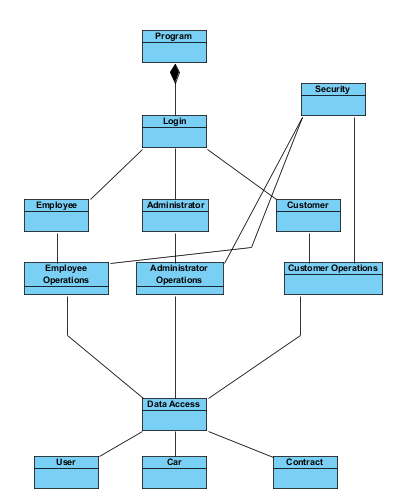 Program
Security
Login
Employee
Administrator
Customer
Employee
Operations
Administrator
Operations
Customer Operations
Data Access
User
Car
Contract